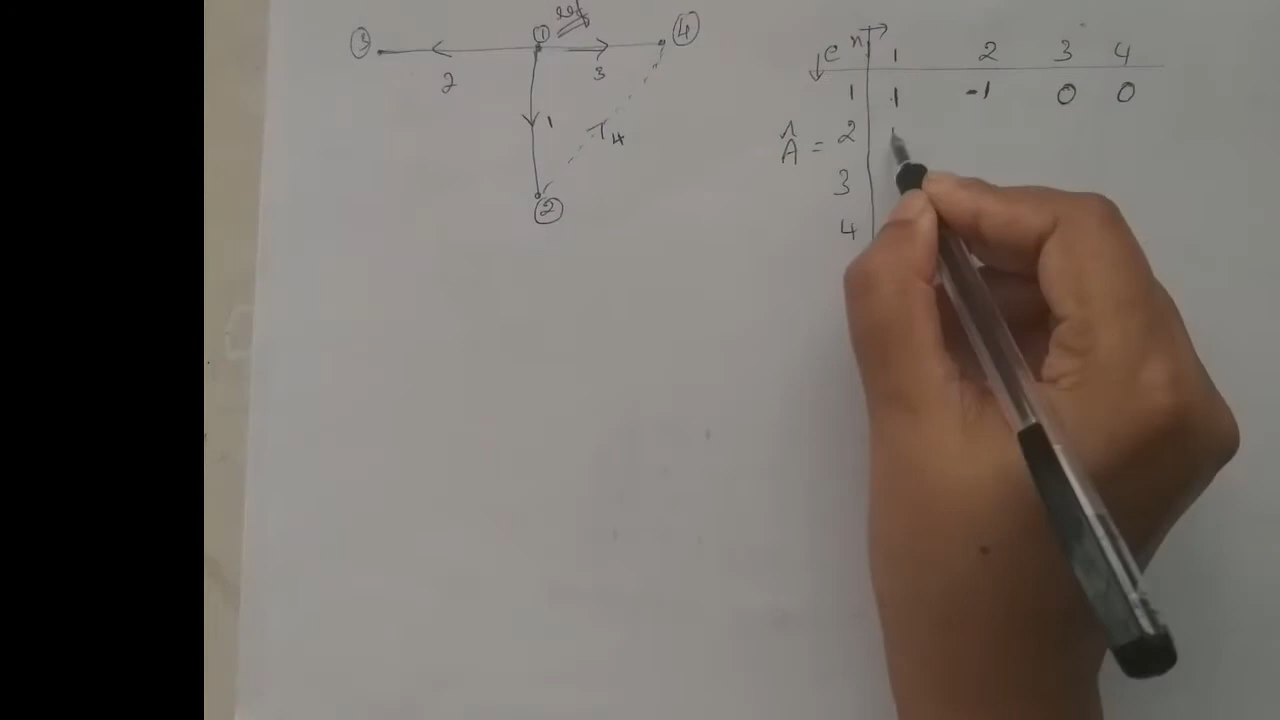 ref
③ ① ④
2 3
1
4
②
e n 1 2 3 4
1 1 -1 0 0
Â = 2 1
3
4